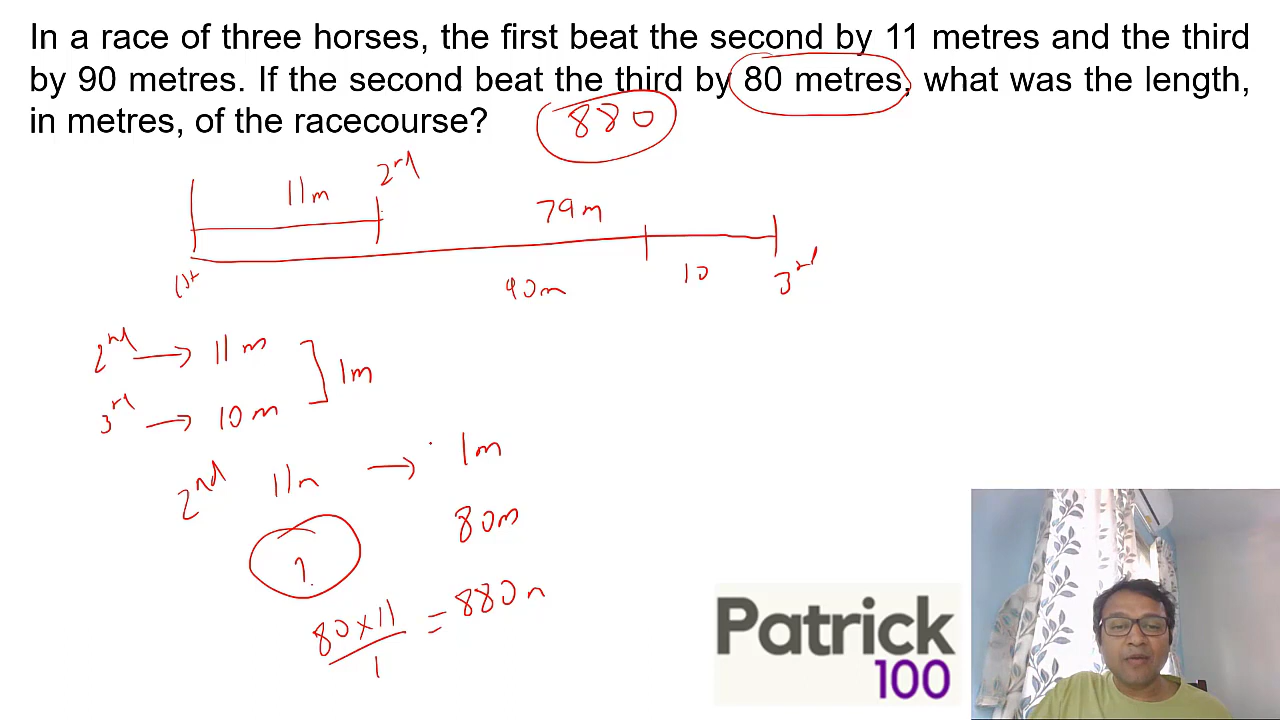 In a race of three horses, the first beat the second by 11 metres and the third
by 90 metres. If the second beat the third by 80 metres, what was the length,
in metres, of the racecourse?
880
2nd
11m
79m
1st
90m
10
3rd
2nd → 11m
1m
3rd → 10m
2nd 11m → 1m
? 80m
80×11
= 880m
1
Patrick
100